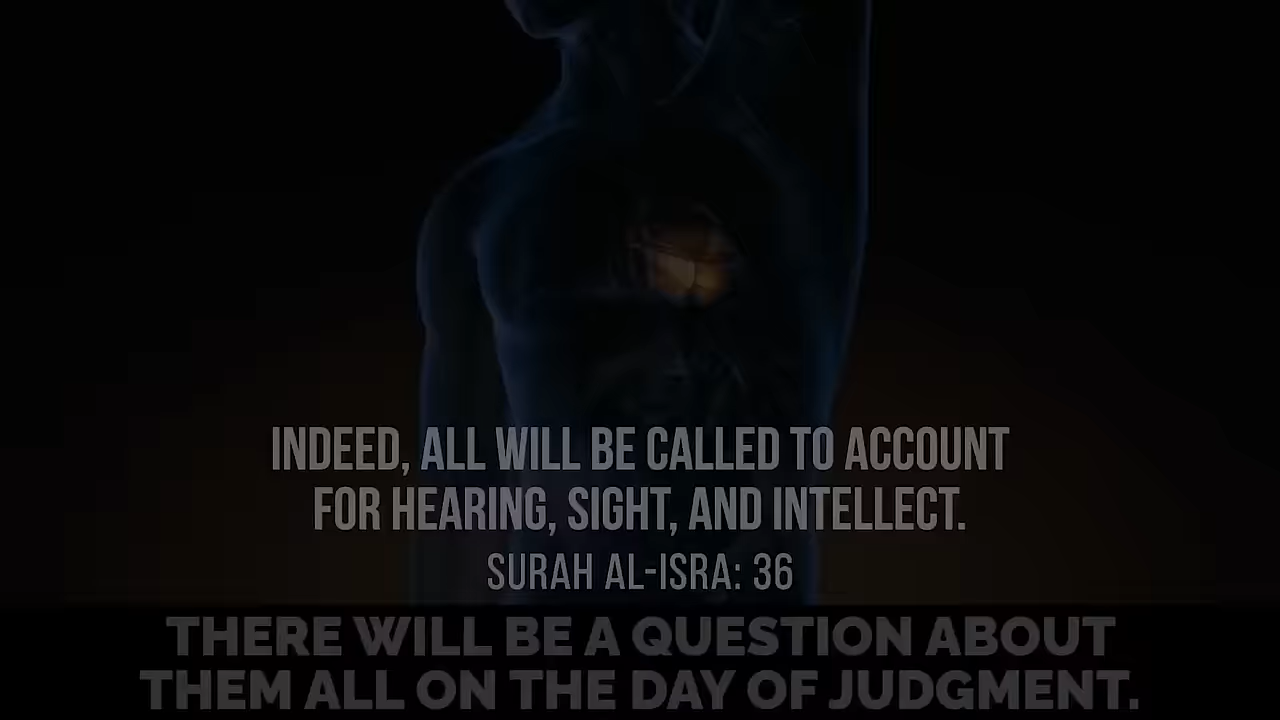 INDEED, ALL WILL BE CALLED TO ACCOUNT
FOR HEARING, SIGHT, AND INTELLECT.
SURAH AL-ISRA: 36
THERE WILL BE A QUESTION ABOUT
THEM ALL ON THE DAY OF JUDGMENT.